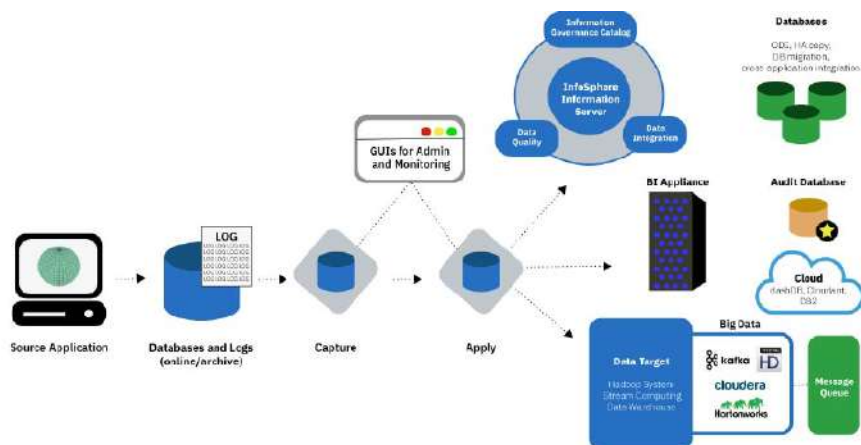 Information
Governance Catalog
InfoSphere
Information
Server
Data
Quality
Data
Integration
Databases
ODS, HA copy,
DB migration,
cross application integration
GUIs for Admin
and Monitoring
BI Appliance
Audit Database
LOG
Cloud
dashDB, Cloudant,
DB2
Source Application
Databases and Logs
(online/archive)
Capture
Apply
Big Data
Data Target
Hadoop System
Stream Computing
Data Warehouse
kafka
HD
cloudera
Hortonworks
Message
Queue